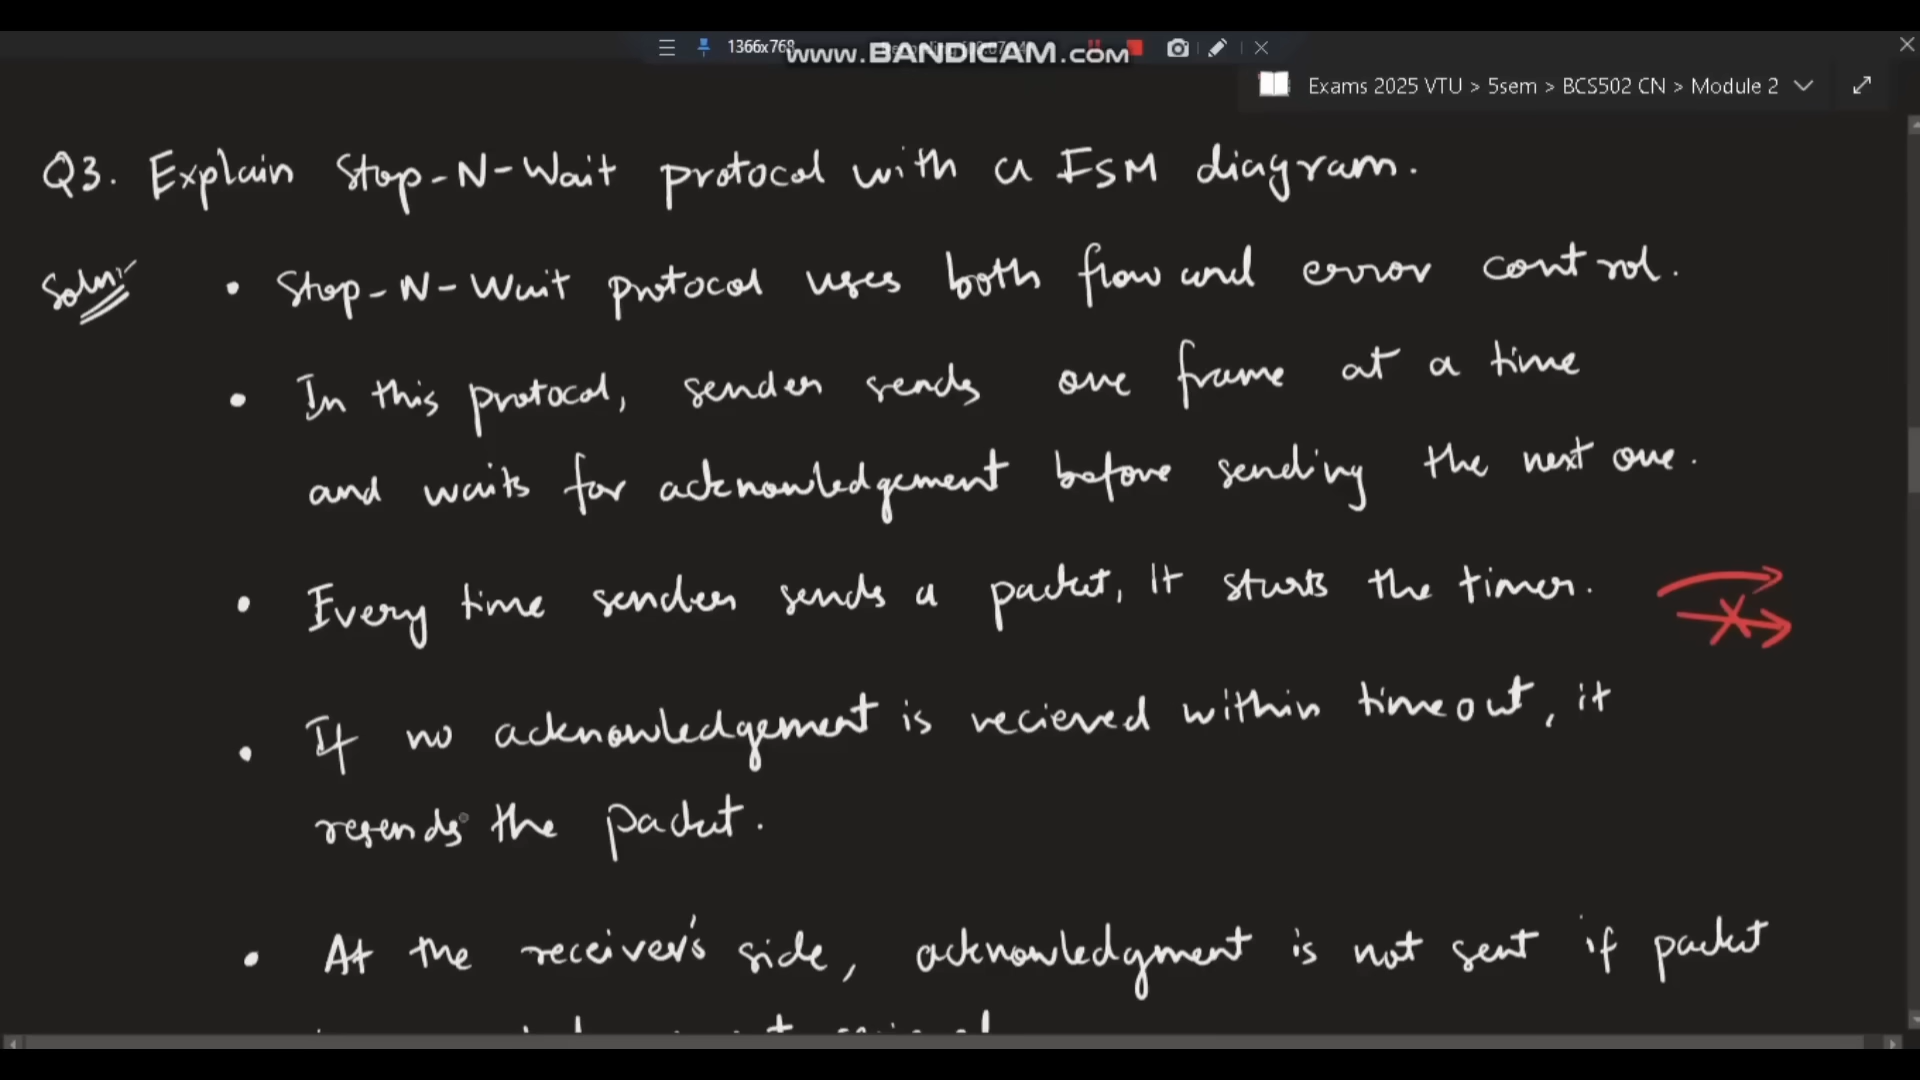 1366x768
www.BANDICAM.com
Exams 2025 VTU > 5sem > BCS502 CN > Module 2
Q3. Explain Stop-N-Wait protocol with a FSM diagram.
Soln:-
• Stop-N-Wait protocol uses both flow and error control.
• In this protocol, sender sends one frame at a time
and waits for acknowledgement before sending the next one.
• Every time sender sends a packet, it starts the timer.
• If no acknowledgement is recieved within timeout, it
resends the packet.
• At the receiver's side, acknowledgment is not sent if packet